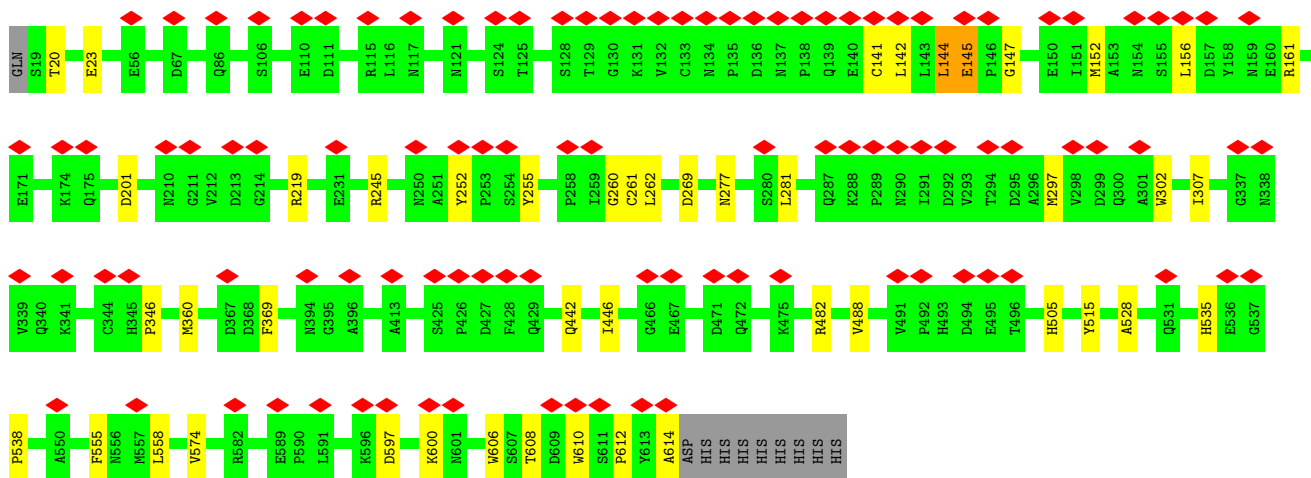 GLN S19 T20 E23 E56 D67 Q86 S106 E110 D111 R115 L116 N117 N121 S124 T125 S128 T129 G130 K131 V132 C133 N134 P135 D136 N137 P138 Q139 E140 C141 L142 L143 L144 E145 P146 G147 E150 I151 M152 A153 N154 S155 L156 D157 Y158 N159 E160 R161
E171 K174 Q175 D201 N210 G211 V212 D213 G214 R219 E231 R245 N250 A251 Y252 P253 S254 Y255 P258 I259 G260 C261 L262 D269 N277 S280 L281 Q287 K288 P289 N290 I291 D292 V293 T294 D295 A296 M297 V298 D299 Q300 A301 W302 I307 G337 N338
V339 Q340 K341 C344 H345 P346 M360 D367 D368 F369 N394 G395 A396 A413 S425 P426 D427 F428 Q429 Q442 I446 G466 E467 D471 Q472 K475 R482 V488 V491 P492 H493 D494 E495 T496 H505 Y515 A528 Q531 H535 E536 G537
P538 A550 F555 N556 M557 L558 V574 R582 E589 P590 L591 K596 D597 K600 N601 W606 S607 T608 D609 W610 S611 P612 Y613 A614 ASP HIS HIS HIS HIS HIS HIS HIS HIS